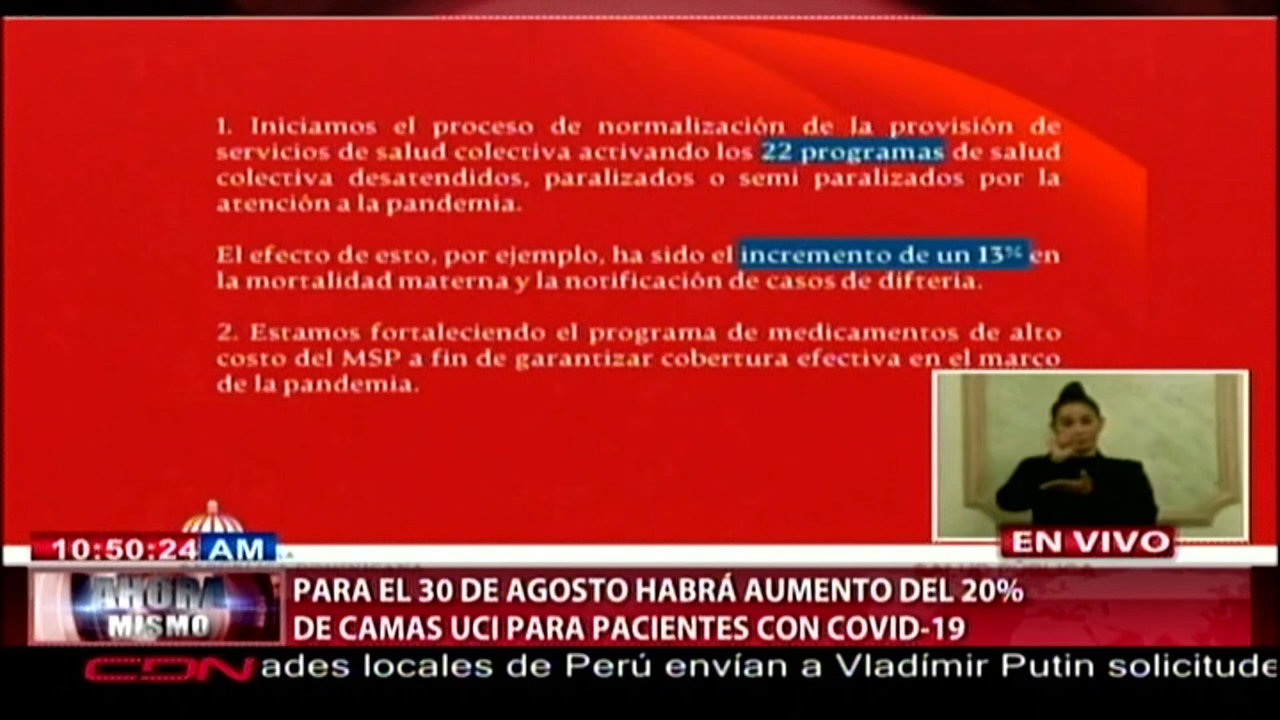 1. Iniciamos el proceso de normalización de la provisión de
servicios de salud colectiva activando los 22 programas de salud
colectiva desatendidos, paralizados o semi paralizados por la
atención a la pandemia.
El efecto de esto, por ejemplo, ha sido el incremento de un 13% en
la mortalidad materna y la notificación de casos de difteria.
2. Estamos fortaleciendo el programa de medicamentos de alto
costo del MSP a fin de garantizar cobertura efectiva en el marco
de la pandemia.
10:50:24 AM
EN VIVO
AHORA
MISMO
PARA EL 30 DE AGOSTO HABRÁ AUMENTO DEL 20%
DE CAMAS UCI PARA PACIENTES CON COVID-19
CDN ades locales de Perú envían a Vladímir Putin solicitude